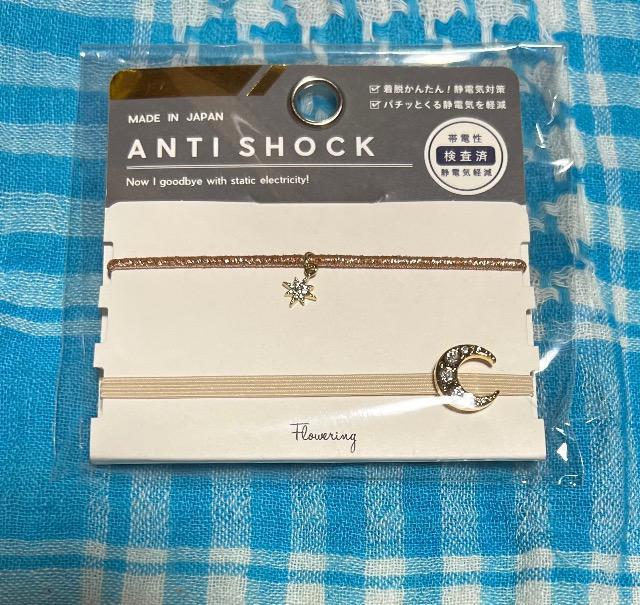 ☑着脱かんたん！静電気対策
☑パチッとくる静電気を軽減
MADE IN JAPAN
ANTI SHOCK
Now I goodbye with static electricity!
帯電性
検査済
静電気軽減
Flowering